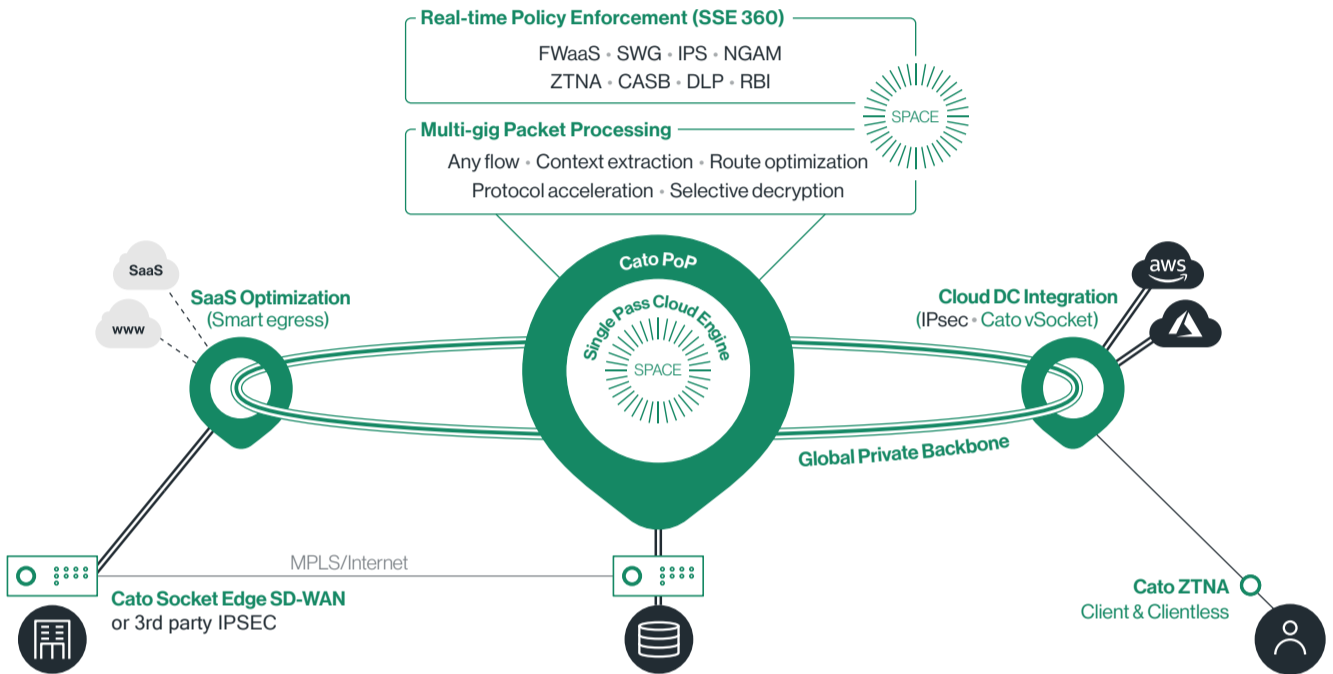 Real-time Policy Enforcement (SSE 360)
FWaaS • SWG • IPS • NGAM
ZTNA • CASB • DLP • RBI
SPACE
Multi-gig Packet Processing
Any flow • Context extraction • Route optimization
Protocol acceleration • Selective decryption
Cato PoP
Single Pass Cloud Engine
SPACE
SaaS
www
SaaS Optimization
(Smart egress)
Cloud DC Integration
(IPsec • Cato vSocket)
aws
Global Private Backbone
MPLS/Internet
Cato Socket Edge SD-WAN
or 3rd party IPSEC
Cato ZTNA
Client & Clientless